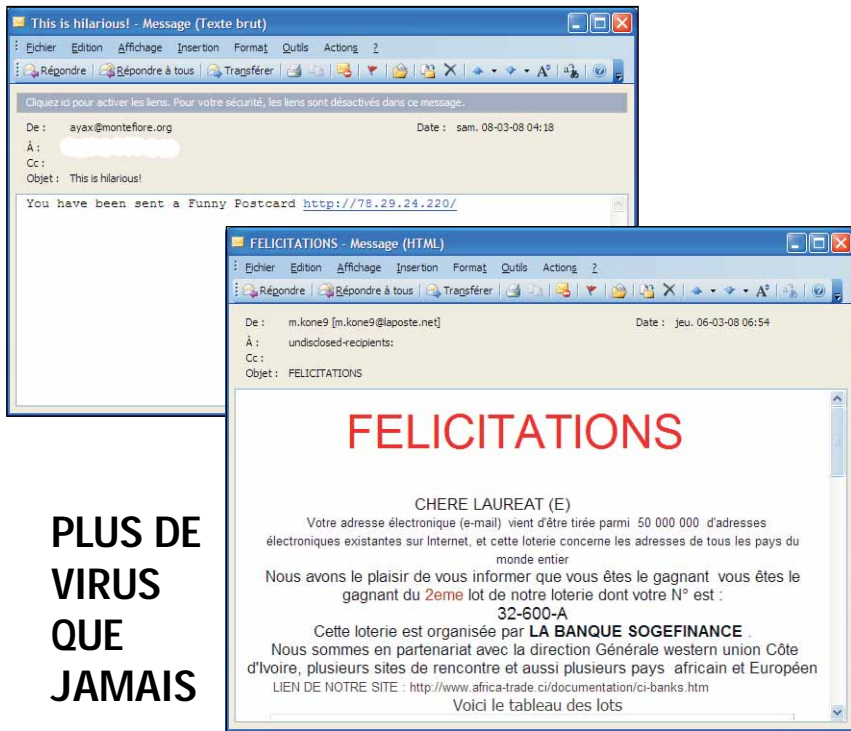 This is hilarious! - Message (Texte brut)
Fichier Edition Affichage Insertion Format Outils Actions ?
Répondre Répondre à tous Transférer
Cliquez ici pour activer les liens. Pour votre sécurité, les liens sont désactivés dans ce message.
De : ayax@montefiore.org Date : sam. 08-03-08 04:18
À :
Cc :
Objet : This is hilarious!
You have been sent a Funny Postcard http://78.29.24.220/
FELICITATIONS - Message (HTML)
Fichier Edition Affichage Insertion Format Outils Actions ?
Répondre Répondre à tous Transférer
De : m.kone9 [m.kone9@laposte.net] Date : jeu. 06-03-08 06:54
À : undisclosed-recipients:
Cc :
Objet : FELICITATIONS
FELICITATIONS
CHERE LAUREAT (E)
Votre adresse électronique (e-mail) vient d'être tirée parmi 50 000 000 d'adresses
électroniques existantes sur Internet, et cette loterie concerne les adresses de tous les pays du
monde entier
Nous avons le plaisir de vous informer que vous êtes le gagnant vous êtes le
gagnant du 2eme lot de notre loterie dont votre N° est :
32-600-A
Cette loterie est organisée par LA BANQUE SOGEFINANCE .
Nous sommes en partenariat avec la direction Générale western union Côte
d'Ivoire, plusieurs sites de rencontre et aussi plusieurs pays africain et Européen
LIEN DE NOTRE SITE : http://www.africa-trade.ci/documentation/ci-banks.htm
Voici le tableau des lots
PLUS DE
VIRUS
QUE
JAMAIS